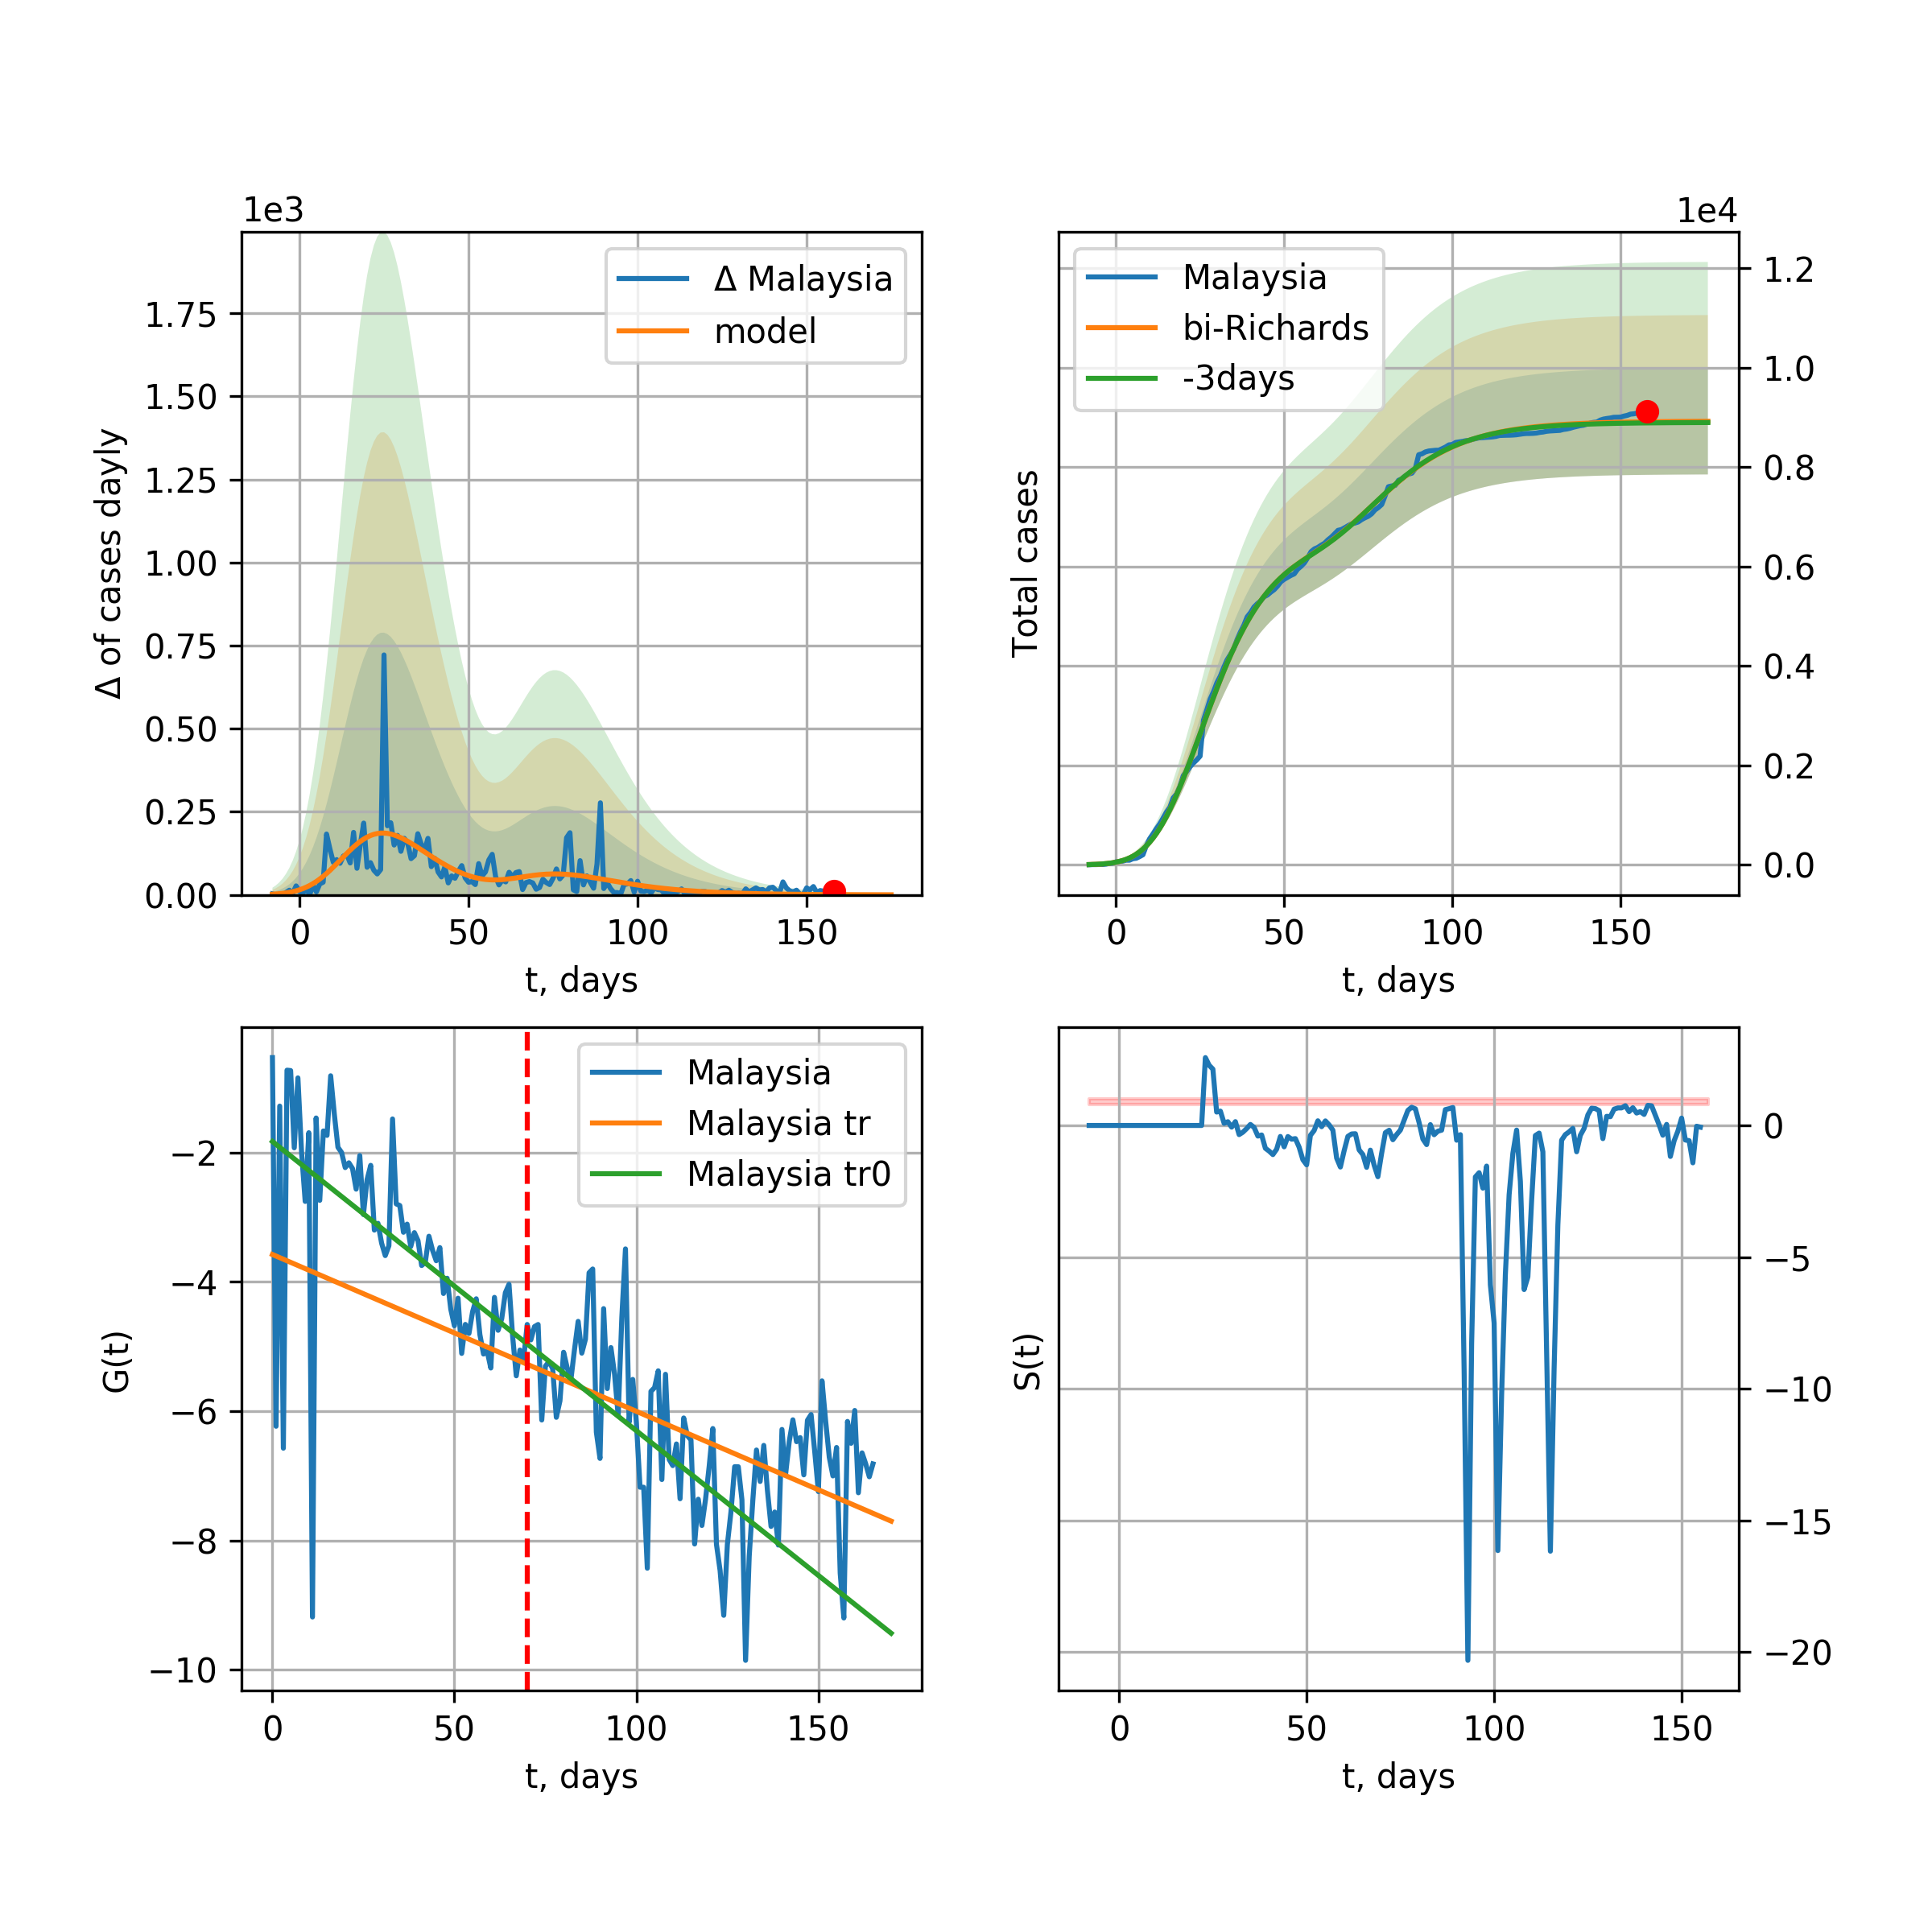 1e3
Δ of cases dayly
1.75
1.50
1.25
1.00
0.75
0.50
0.25
0.00
0 50 100 150
t, days
Δ Malaysia
model
1e4
Total cases
1.2
1.0
0.8
0.6
0.4
0.2
0.0
0 50 100 150
t, days
Malaysia
bi-Richards
-3days
G(t)
−2
−4
−6
−8
−10
0 50 100 150
t, days
Malaysia
Malaysia tr
Malaysia tr0
S(t)
0
−5
−10
−15
−20
0 50 100 150
t, days